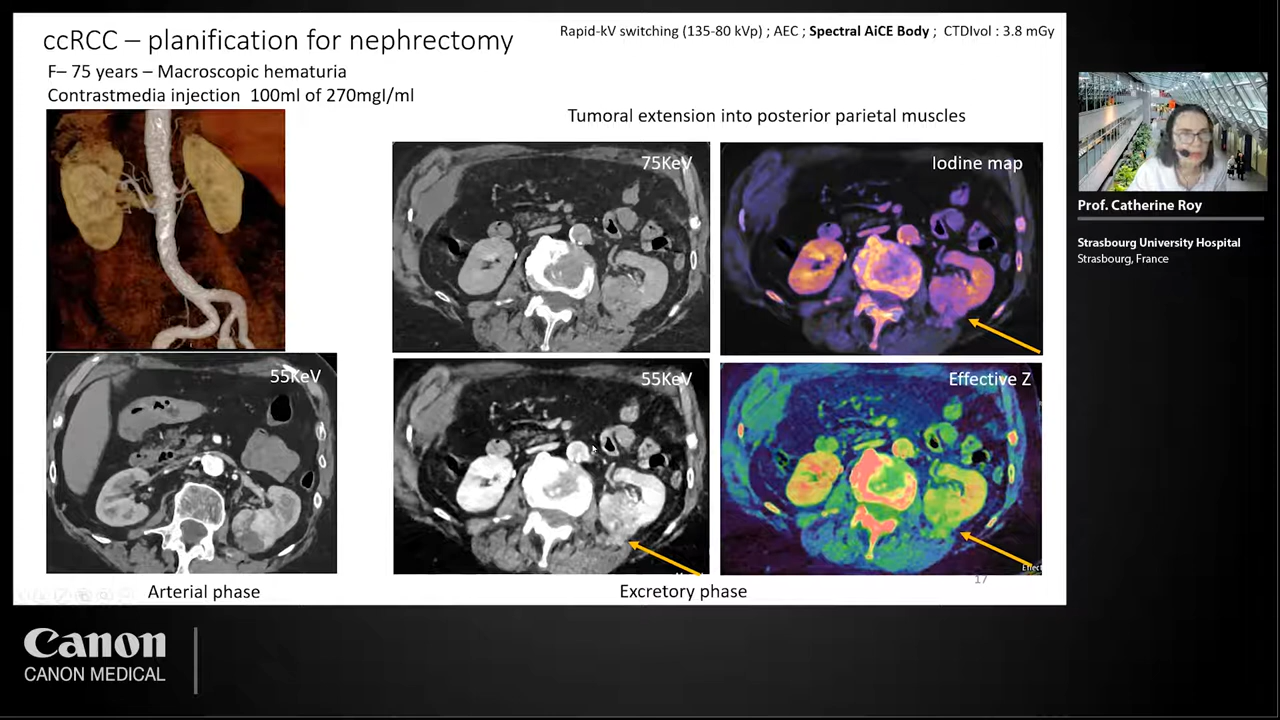 ccRCC – planification for nephrectomy
Rapid-kV switching (135-80 kVp) ; AEC ; Spectral AiCE Body ; CTDIvol : 3.8 mGy
F– 75 years – Macroscopic hematuria
Contrastmedia injection 100ml of 270mgI/ml
Tumoral extension into posterior parietal muscles
75KeV
Iodine map
55KeV
55KeV
Effective Z
Effect
17
Arterial phase
Excretory phase
Prof. Catherine Roy
Strasbourg University Hospital
Strasbourg, France
Canon
CANON MEDICAL